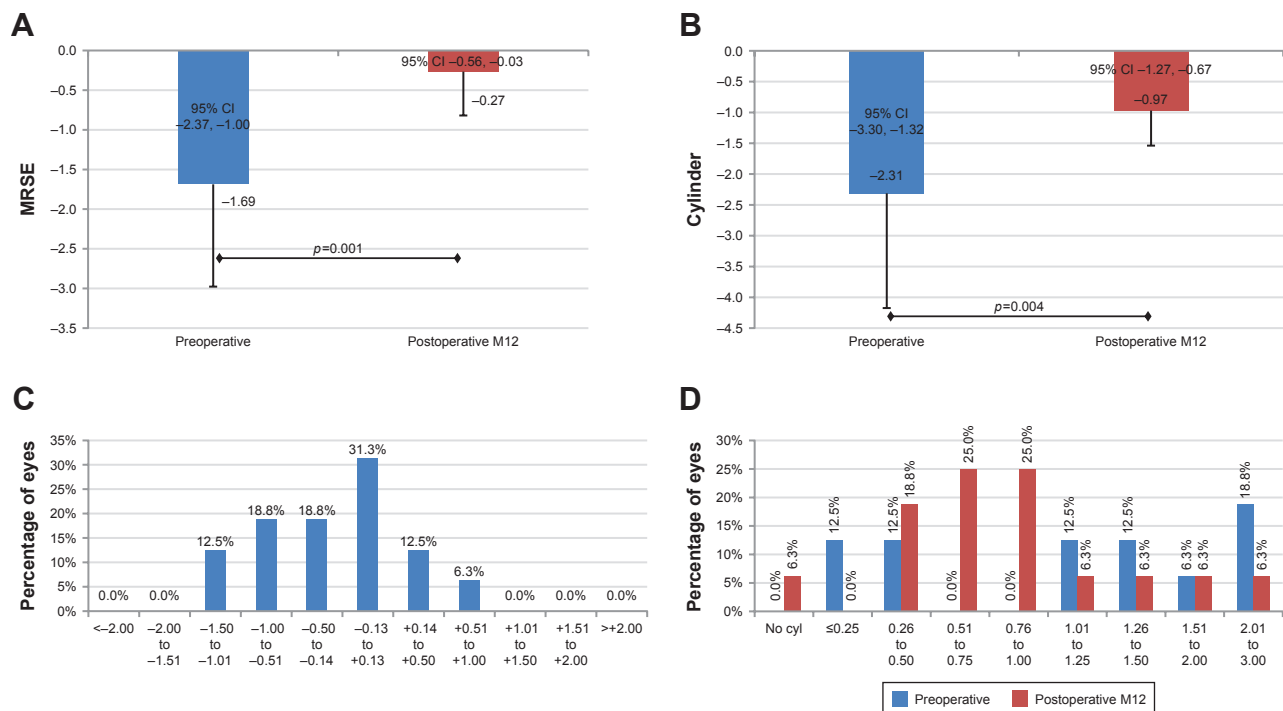 A
MRSE
0.0
–0.5
–1.0
–1.5
–2.0
–2.5
–3.0
–3.5
95% CI
–2.37, –1.00
–1.69
95% CI –0.56, –0.03
–0.27
p=0.001
Preoperative
Postoperative M12
B
Cylinder
0.0
–0.5
–1.0
–1.5
–2.0
–2.5
–3.0
–3.5
–4.0
–4.5
95% CI
–3.30, –1.32
–2.31
95% CI –1.27, –0.67
–0.97
p=0.004
Preoperative
Postoperative M12
C
Percentage of eyes
35%
30%
25%
20%
15%
10%
5%
0%
0.0%
0.0%
12.5%
18.8%
18.8%
31.3%
12.5%
6.3%
0.0%
0.0%
0.0%
<–2.00
–2.00
to
–1.51
–1.50
to
–1.01
–1.00
to
–0.51
–0.50
to
–0.14
–0.13
to
+0.13
+0.14
to
+0.50
+0.51
to
+1.00
+1.01
to
+1.50
+1.51
to
+2.00
>+2.00
D
Percentage of eyes
30%
25%
20%
15%
10%
5%
0%
0.0%
6.3%
12.5%
0.0%
12.5%
18.8%
0.0%
25.0%
0.0%
25.0%
12.5%
6.3%
12.5%
6.3%
6.3%
6.3%
18.8%
6.3%
No cyl
≤0.25
0.26
to
0.50
0.51
to
0.75
0.76
to
1.00
1.01
to
1.25
1.26
to
1.50
1.51
to
2.00
2.01
to
3.00
Preoperative
Postoperative M12